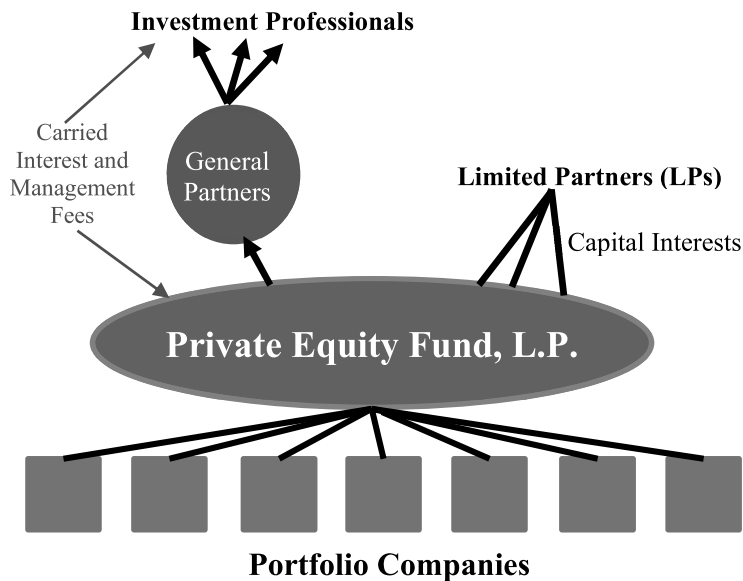 Investment Professionals
Carried
Interest and
Management
Fees
General
Partners
Limited Partners (LPs)
Capital Interests
Private Equity Fund, L.P.
Portfolio Companies